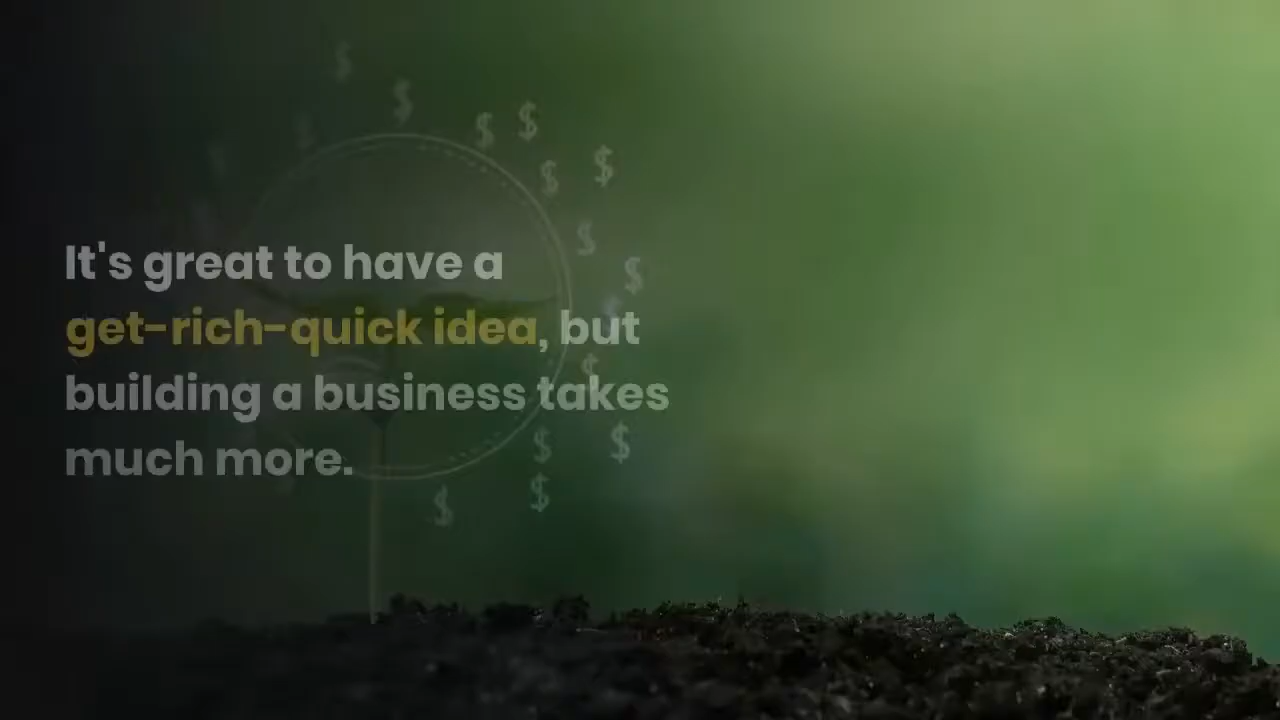 It's great to have a
get-rich-quick idea, but
building a business takes
much more.